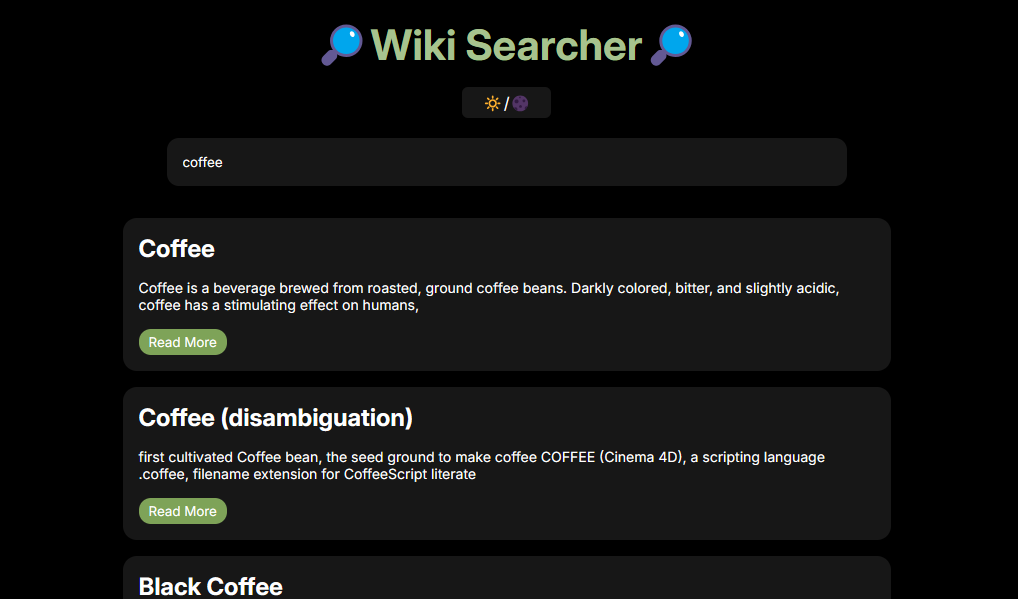 Wiki Searcher
/
coffee
Coffee
Coffee is a beverage brewed from roasted, ground coffee beans. Darkly colored, bitter, and slightly acidic,
coffee has a stimulating effect on humans,
Read More
Coffee (disambiguation)
first cultivated Coffee bean, the seed ground to make coffee COFFEE (Cinema 4D), a scripting language
.coffee, filename extension for CoffeeScript literate
Read More
Black Coffee